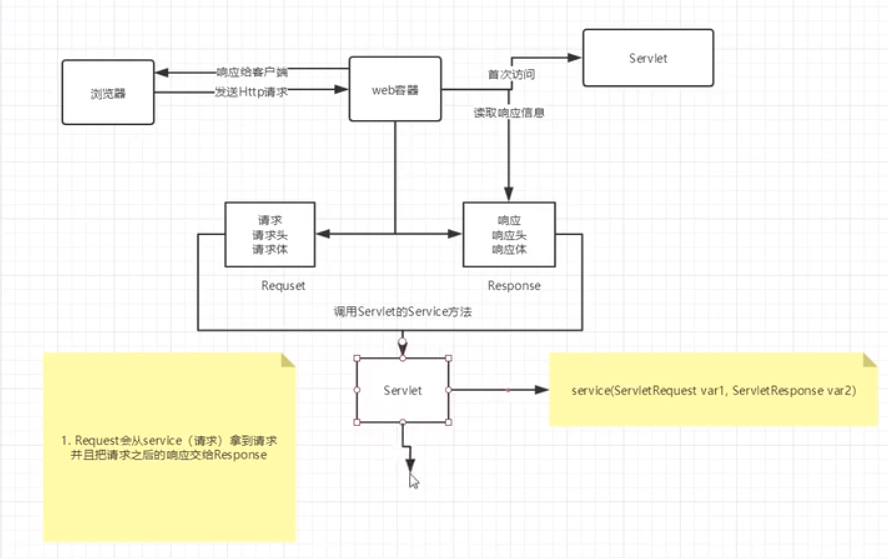 Servlet
浏览器
响应给客户端
发送Http请求
web容器
首次访问
读取响应信息
请求
请求头
请求体
响应
响应头
响应体
Requset
Response
调用Servlet的Service方法
Servlet
service(ServletRequest var1, ServletResponse var2)
1. Request会从service（请求）拿到请求
并且把请求之后的响应交给Response